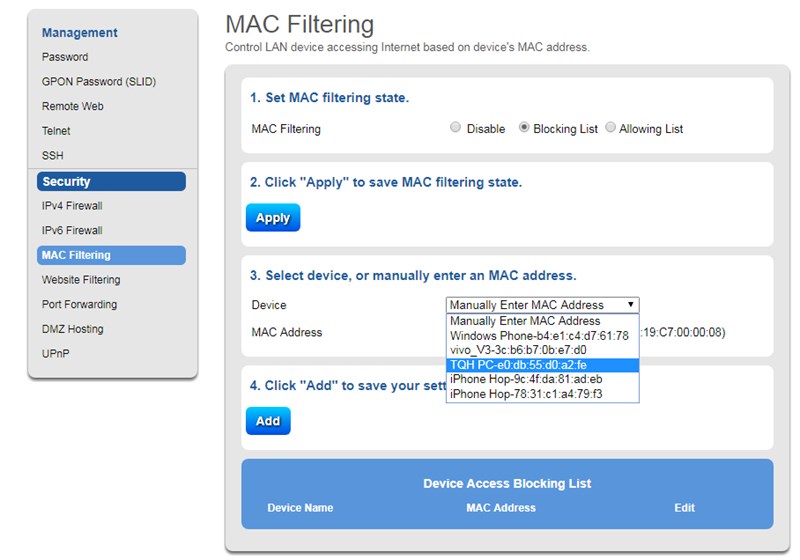 Management
Password
GPON Password (SLID)
Remote Web
Telnet
SSH
Security
IPv4 Firewall
IPv6 Firewall
MAC Filtering
Website Filtering
Port Forwarding
DMZ Hosting
UPnP
MAC Filtering
Control LAN device accessing Internet based on device's MAC address.
1. Set MAC filtering state.
MAC Filtering Disable Blocking List Allowing List
2. Click "Apply" to save MAC filtering state.
Apply
3. Select device, or manually enter an MAC address.
Device Manually Enter MAC Address
Manually Enter MAC Address
MAC Address :19:C7:00:00:08)
Windows Phone-b4:e1:c4:d7:61:78
vivo_V3-3c:b6:b7:0b:e7:d0
TQH PC-e0:db:55:d0:a2:fe
iPhone Hop-9c:4f:da:81:ad:eb
iPhone Hop-78:31:c1:a4:79:f3
4. Click "Add" to save your sett
Add
Device Access Blocking List
Device Name MAC Address Edit